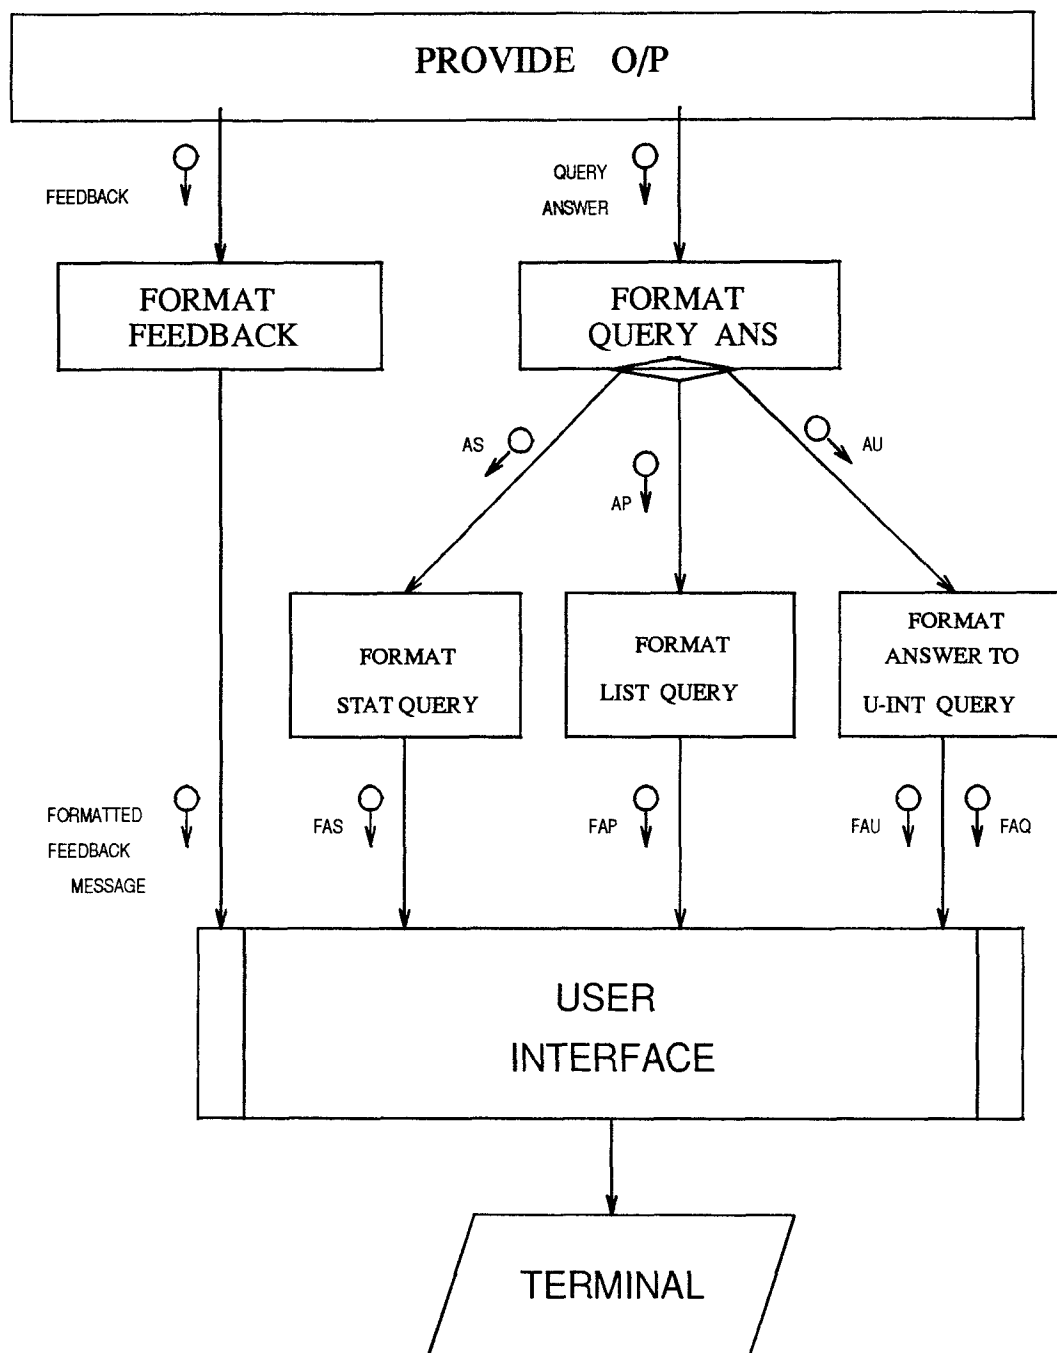 PROVIDE O/P
FEEDBACK
QUERY
ANSWER
FORMAT
FEEDBACK
FORMAT
QUERY ANS
AS
AP
AU
FORMAT
STAT QUERY
FORMAT
LIST QUERY
FORMAT
ANSWER TO
U-INT QUERY
FORMATTED
FEEDBACK
MESSAGE
FAS
FAP
FAU
FAQ
USER
INTERFACE
TERMINAL